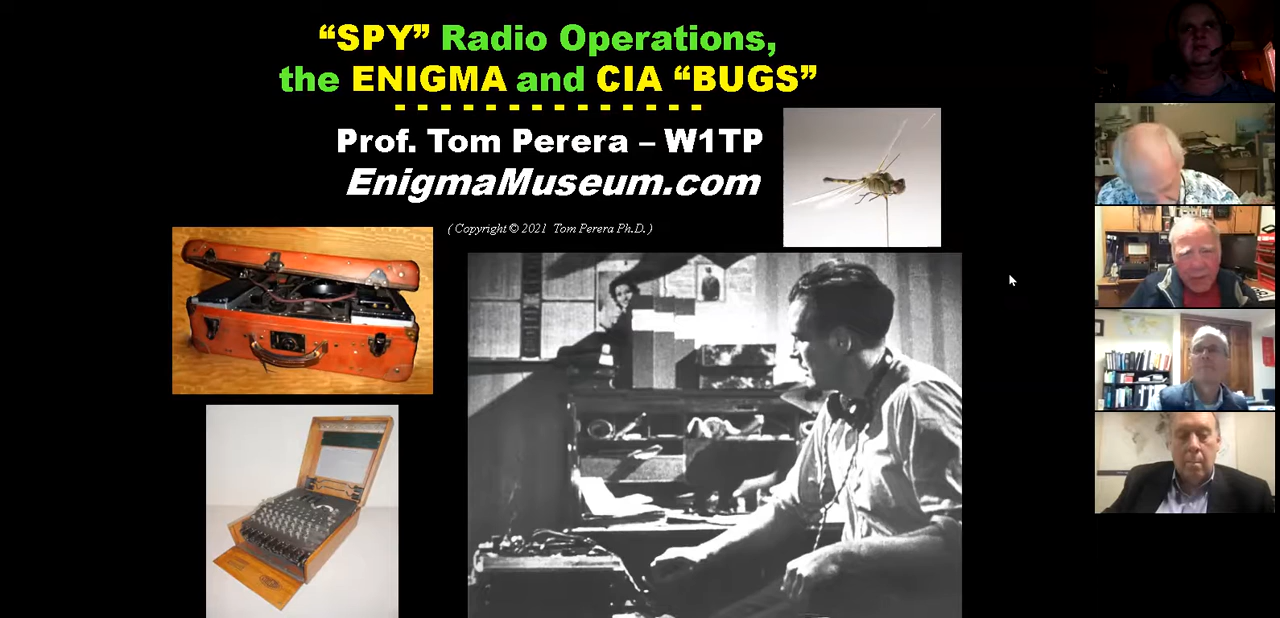 “SPY” Radio Operations,
the ENIGMA and CIA “BUGS”
Prof. Tom Perera – W1TP
EnigmaMuseum.com
( Copyright © 2021 Tom Perera Ph.D. )